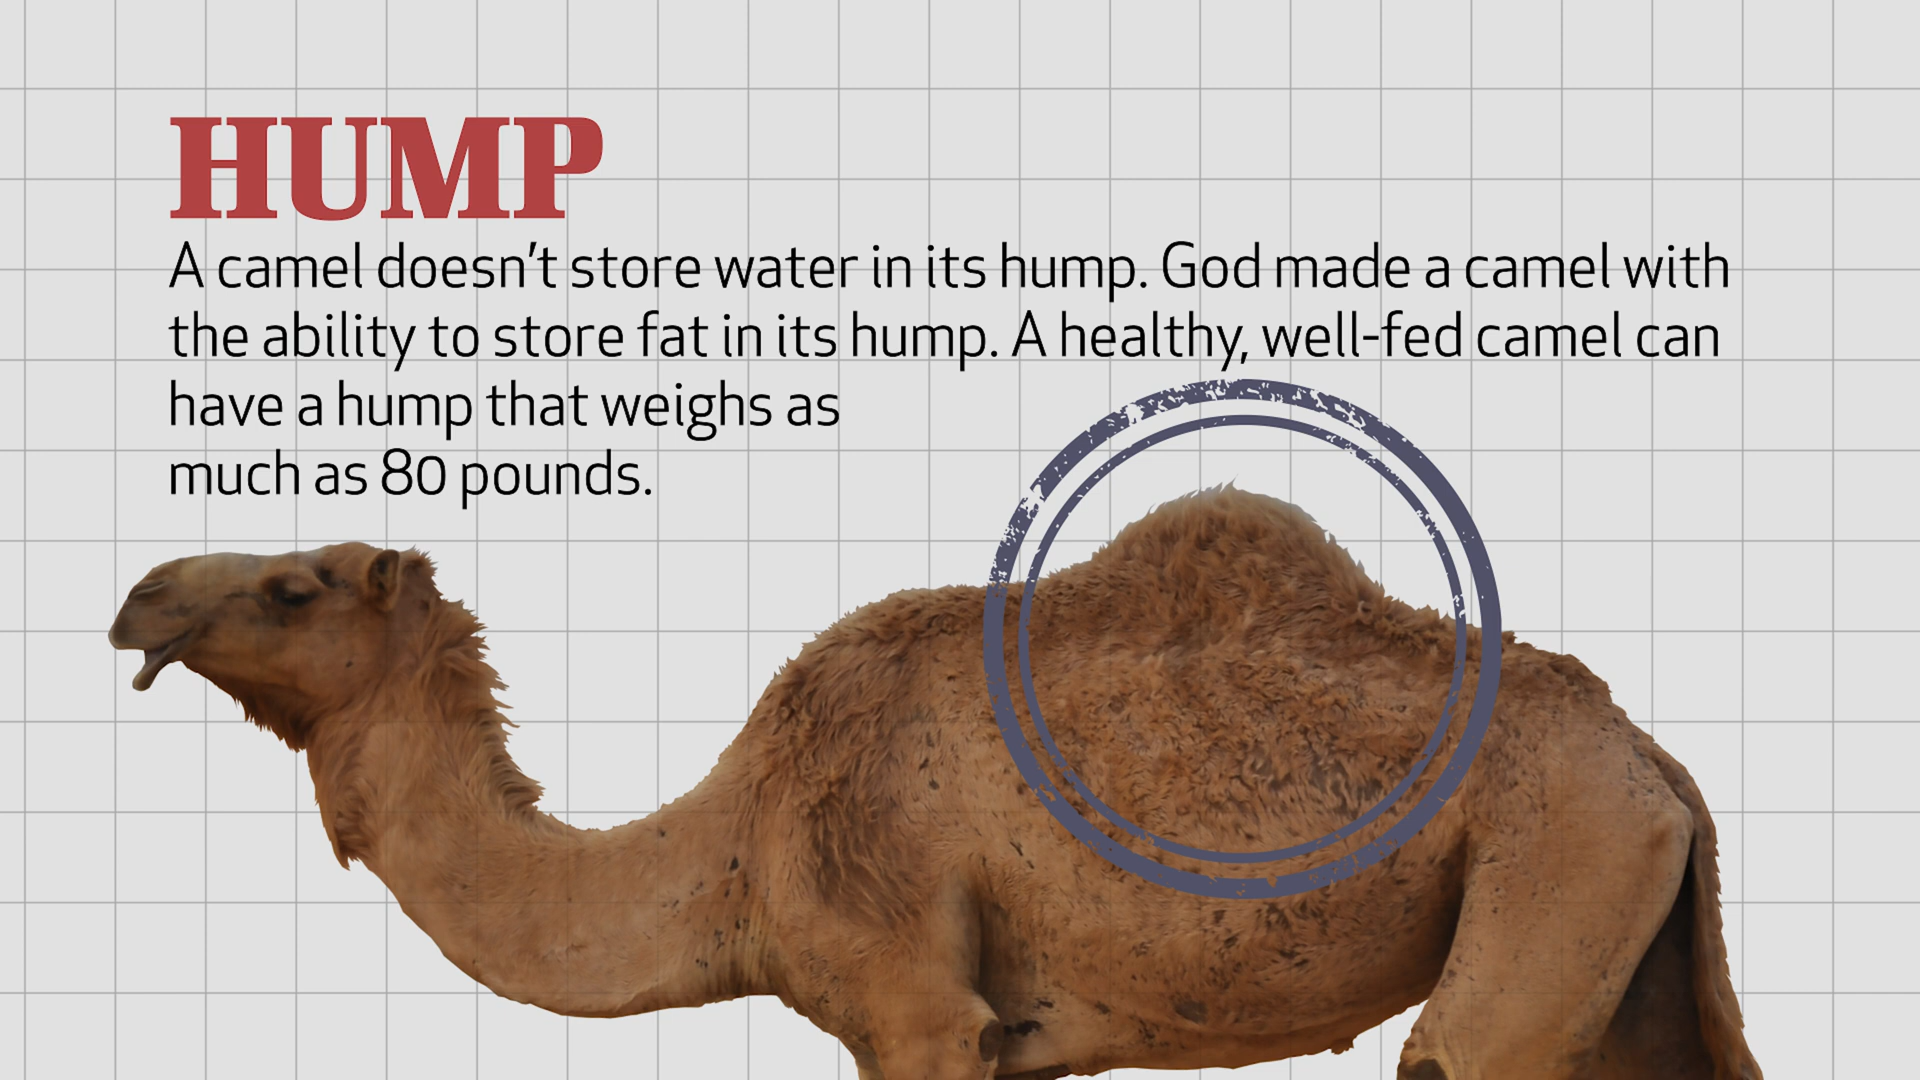 HUMP
A camel doesn’t store water in its hump. God made a camel with
the ability to store fat in its hump. A healthy, well-fed camel can
have a hump that weighs as
much as 80 pounds.